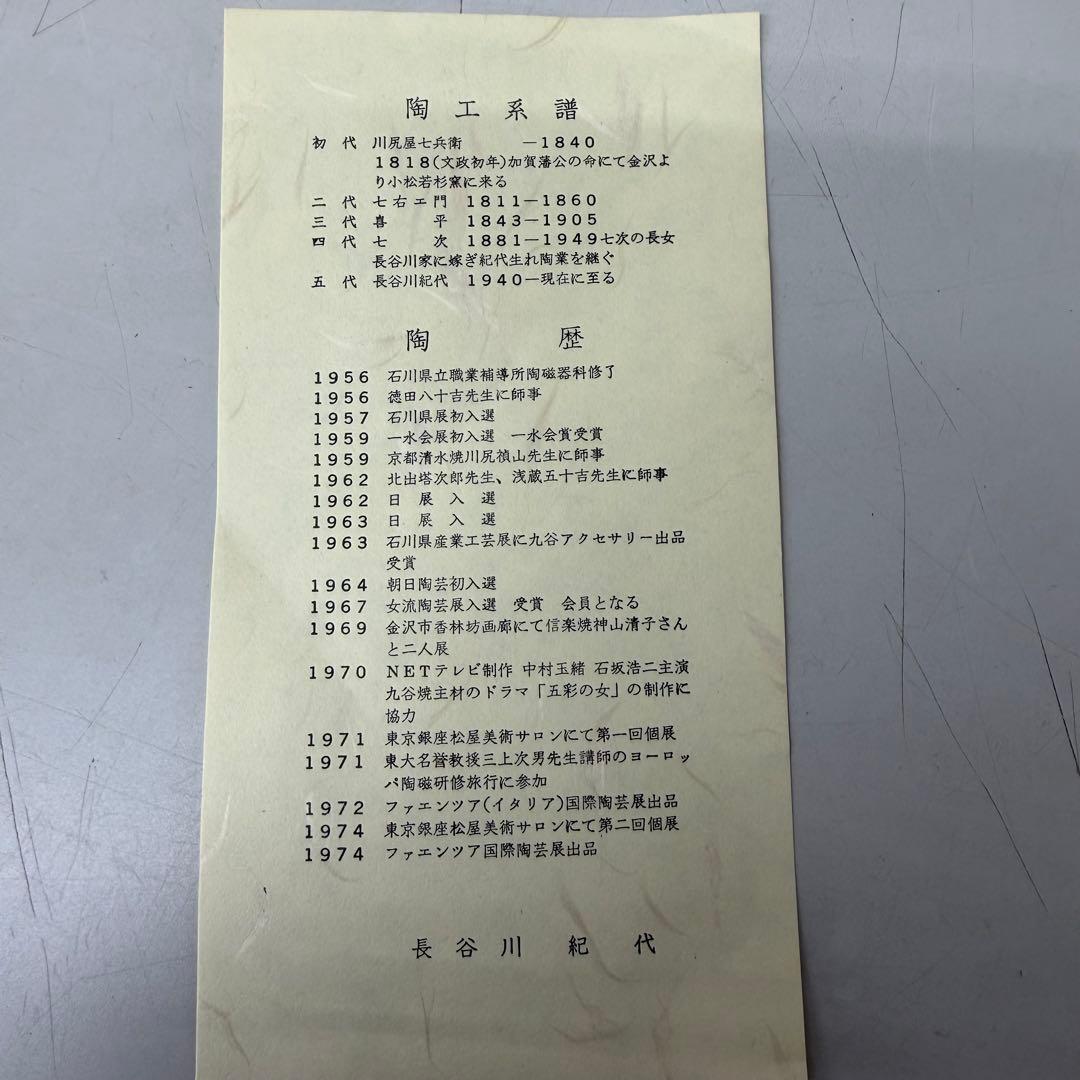 陶工系譜
初代 川尻屋七兵衛 ―1840
1818(文政初年)加賀藩公の命にて金沢よ
り小松若杉窯に来る
二代 七右ェ門 1811―1860
三代 喜平 1843―1905
四代 七次 1881―1949七次の長女
長谷川家に嫁ぎ紀代生れ陶業を継ぐ
五代 長谷川紀代 1940―現在に至る
陶歴
1956 石川県立職業補導所陶磁器科修了
1956 徳田八十吉先生に師事
1957 石川県展初入選
1959 一水会展初入選 一水会賞受賞
1959 京都清水焼川尻禎山先生に師事
1962 北出塔次郎先生、浅蔵五十吉先生に師事
1962 日展入選
1963 日展入選
1963 石川県産業工芸展に九谷アクセサリー出品
受賞
1964 朝日陶芸初入選
1967 女流陶芸展入選 受賞 会員となる
1969 金沢市香林坊画廊にて信楽焼神山清子さん
と二人展
1970 NETテレビ制作 中村玉緒 石坂浩二主演
九谷焼主材のドラマ「五彩の女」の制作に
協力
1971 東京銀座松屋美術サロンにて第一回個展
1971 東大名誉教授三上次男先生講師のヨーロッ
パ陶磁研修旅行に参加
1972 ファエンツア(イタリア)国際陶芸展出品
1974 東京銀座松屋美術サロンにて第二回個展
1974 ファエンツア国際陶芸展出品
長谷川 紀代